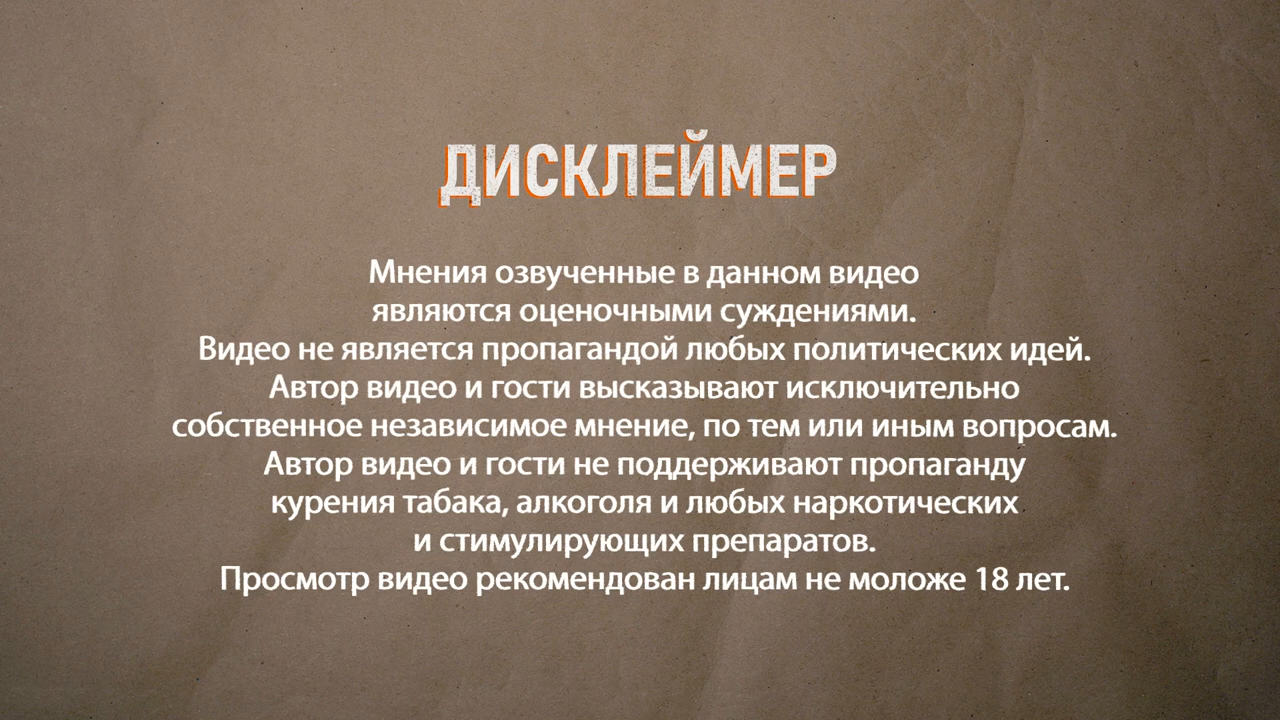 ДИСКЛЕЙМЕР
Мнения озвученные в данном видео
являются оценочными суждениями.
Видео не является пропагандой любых политических идей.
Автор видео и гости высказывают исключительно
собственное независимое мнение, по тем или иным вопросам.
Автор видео и гости не поддерживают пропаганду
курения табака, алкоголя и любых наркотических
и стимулирующих препаратов.
Просмотр видео рекомендован лицам не моложе 18 лет.